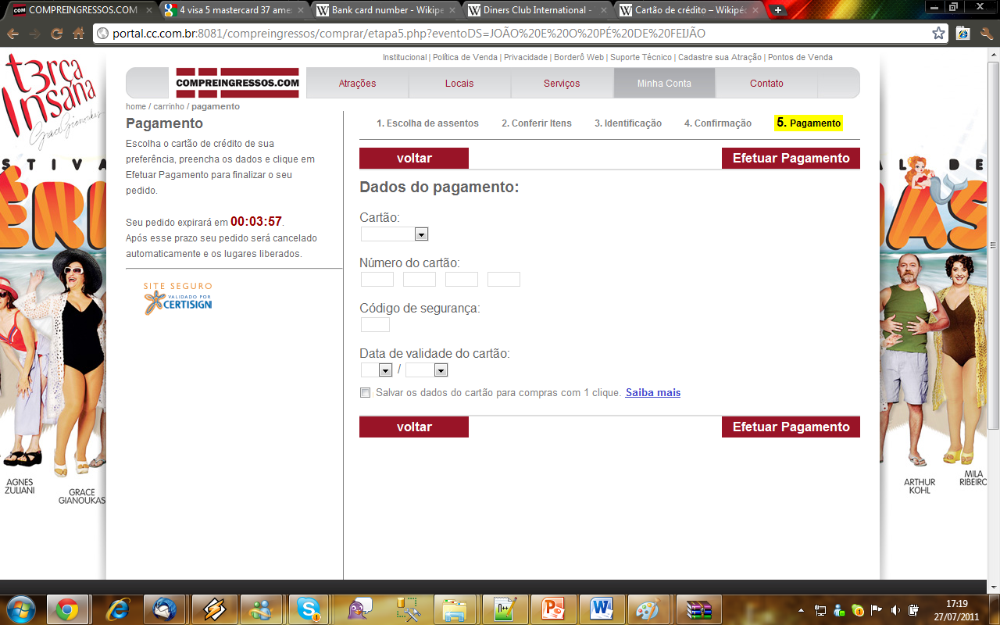 COMPREINGRESSOS.COM
4 visa 5 mastercard 37 ame
Bank card number - Wikipe
Diners Club International -
Cartão de crédito – Wikipéd
portal.cc.com.br:8081/compreingressos/comprar/etapa5.php?eventoDS=JOÃO%20E%20O%20PÉ%20DE%20FEIJÃO
Institucional | Política de Venda | Privacidade | Borderô Web | Suporte Técnico | Cadastre sua Atração | Pontos de Venda
COMPREINGRESSOS.COM
Atrações
Locais
Serviços
Minha Conta
Contato
home / carrinho / pagamento
Pagamento
Escolha o cartão de crédito de sua
preferência, preencha os dados e clique em
Efetuar Pagamento para finalizar o seu
pedido.
Seu pedido expirará em 00:03:57.
Após esse prazo seu pedido será cancelado
automaticamente e os lugares liberados.
SITE SEGURO
VALIDADO POR
CERTISIGN
1. Escolha de assentos
2. Conferir Itens
3. Identificação
4. Confirmação
5. Pagamento
voltar
Efetuar Pagamento
Dados do pagamento:
Cartão:
Número do cartão:
Código de segurança:
Data de validade do cartão:
/
Salvar os dados do cartão para compras com 1 clique. Saiba mais
voltar
Efetuar Pagamento
t3rça
Insana
Grace Gianoukas
STIVA
ÉRI
AL DE
AS
AGNES
ZULIANI
GRACE
GIANOUKAS
ARTHUR
KOHL
MILA
RIBEIRO
17:19
27/07/2011